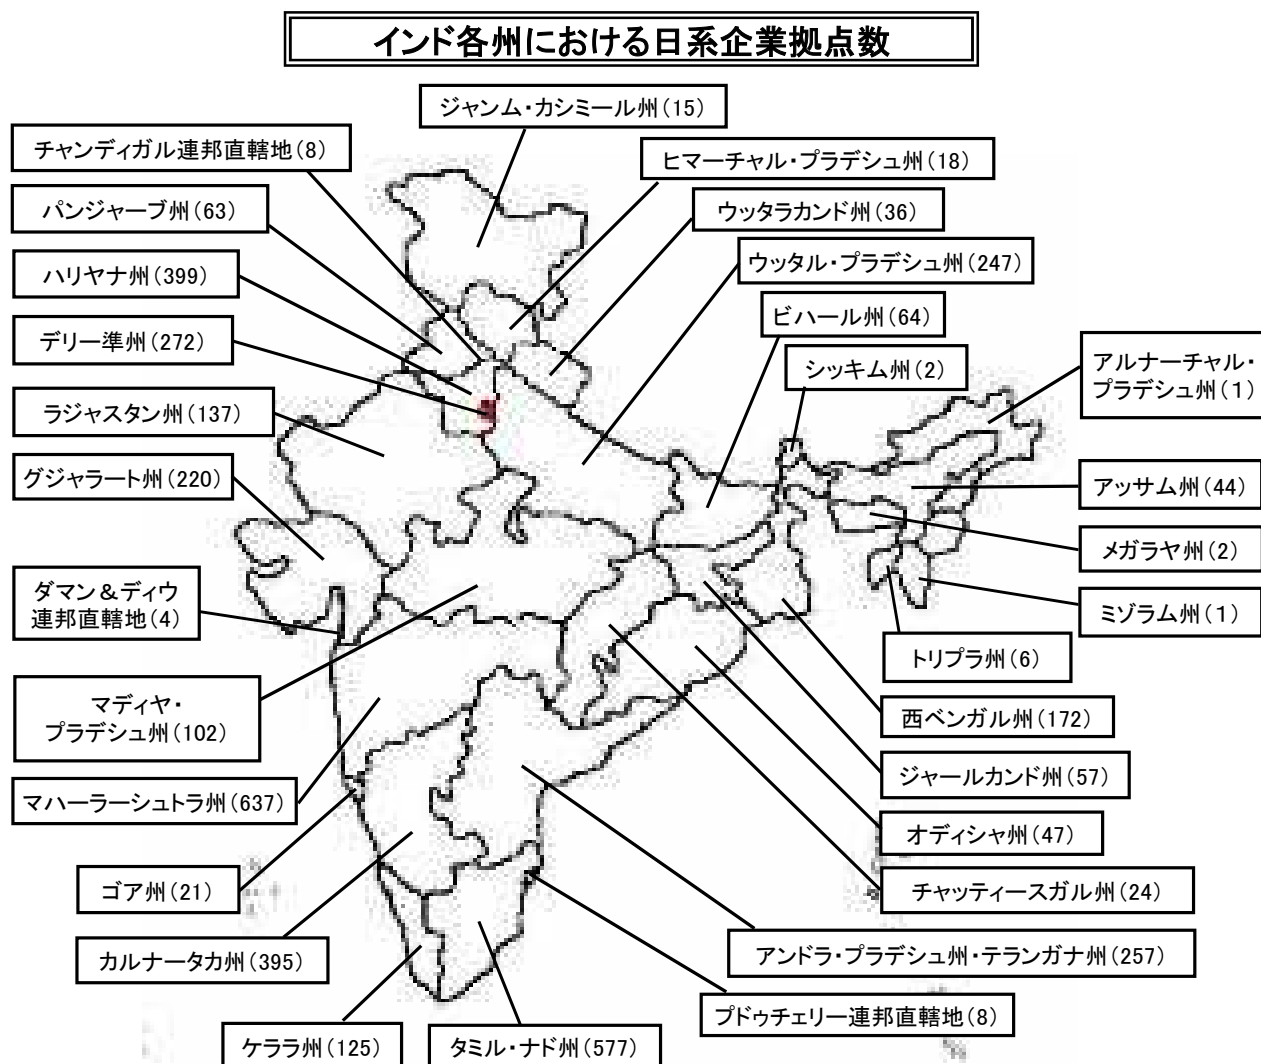 インド各州における日系企業拠点数
ジャンム・カシミール州(15)
チャンディガル連邦直轄地(8)
ヒマーチャル・プラデシュ州(18)
パンジャーブ州(63)
ウッタラカンド州(36)
ハリヤナ州(399)
ウッタル・プラデシュ州(247)
ビハール州(64)
デリー準州(272)
シッキム州(2)
アルナーチャル・
プラデシュ州(1)
ラジャスタン州(137)
グジャラート州(220)
アッサム州(44)
メガラヤ州(2)
ダマン&ディウ
連邦直轄地(4)
ミゾラム州(1)
トリプラ州(6)
マディヤ・
プラデシュ州(102)
西ベンガル州(172)
ジャールカンド州(57)
マハーラーシュトラ州(637)
オディシャ州(47)
ゴア州(21)
チャッティースガル州(24)
カルナータカ州(395)
アンドラ・プラデシュ州・テランガナ州(257)
プドゥチェリー連邦直轄地(8)
ケララ州(125)
タミル・ナド州(577)